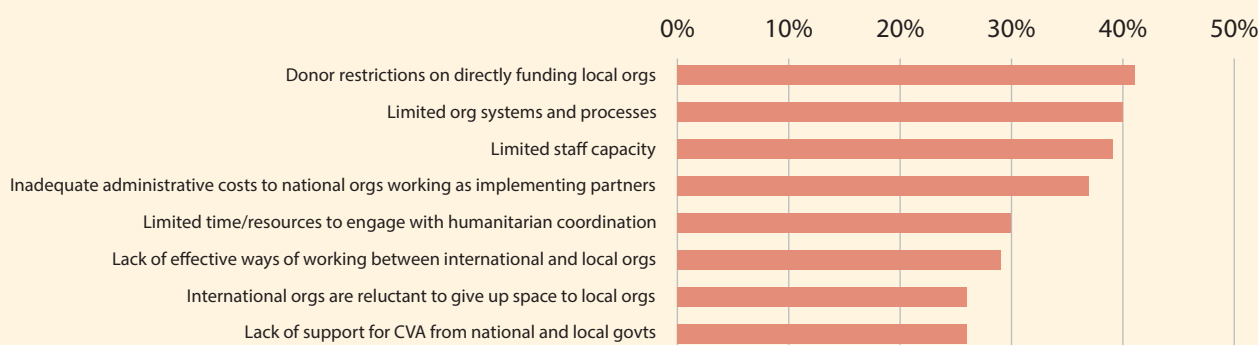 0% 10% 20% 30% 40% 50%
Donor restrictions on directly funding local orgs
Limited org systems and processes
Limited staff capacity
Inadequate administrative costs to national orgs working as implementing partners
Limited time/resources to engage with humanitarian coordination
Lack of effective ways of working between international and local orgs
International orgs are reluctant to give up space to local orgs
Lack of support for CVA from national and local govts